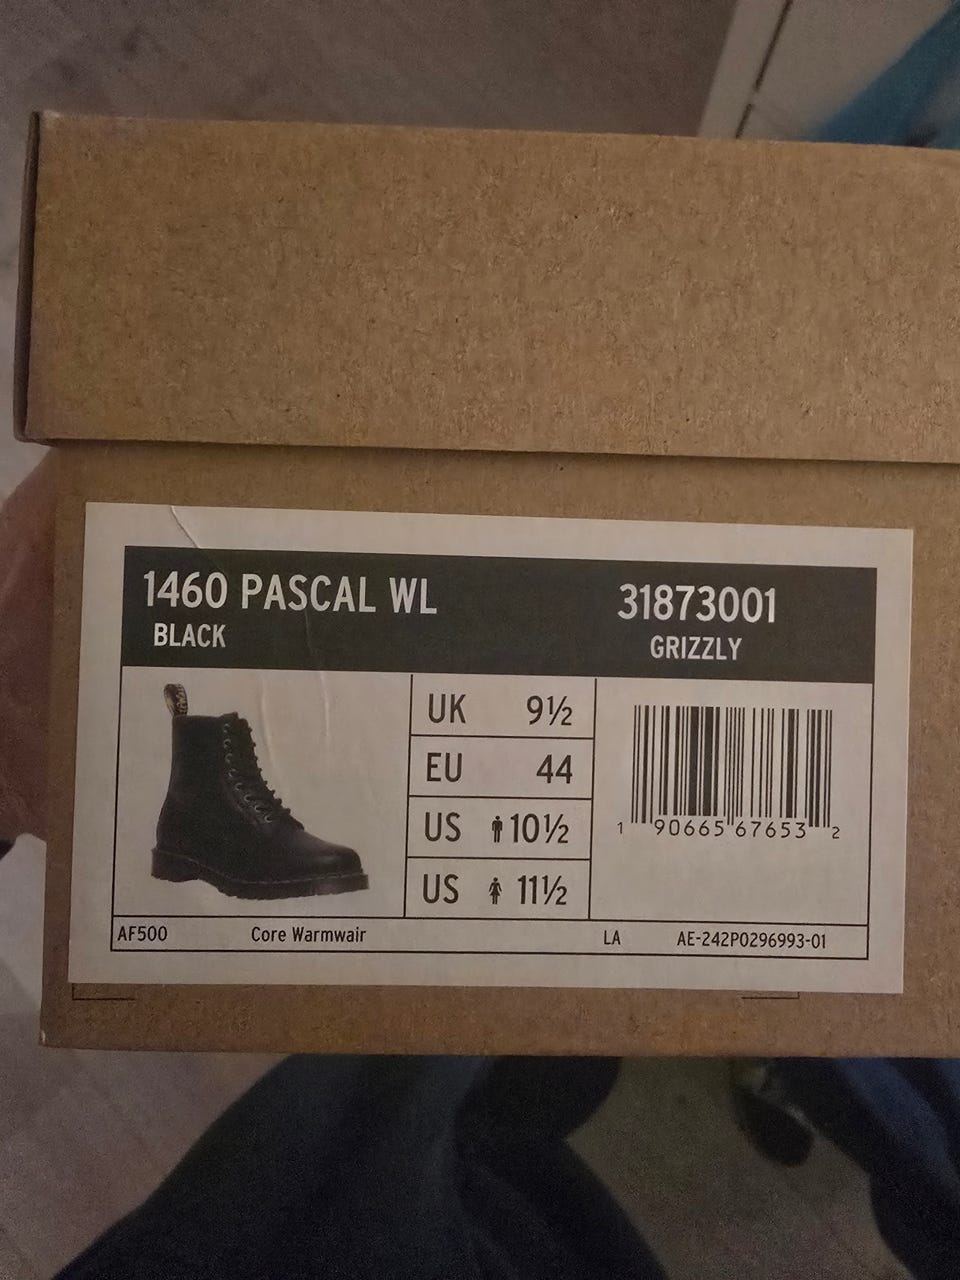 1460 PASCAL WL 31873001
BLACK GRIZZLY
UK 9½
EU 44
US 10½
US 11½
1 90665 67653 2
AF500 Core Warmwair LA AE-242P0296993-01